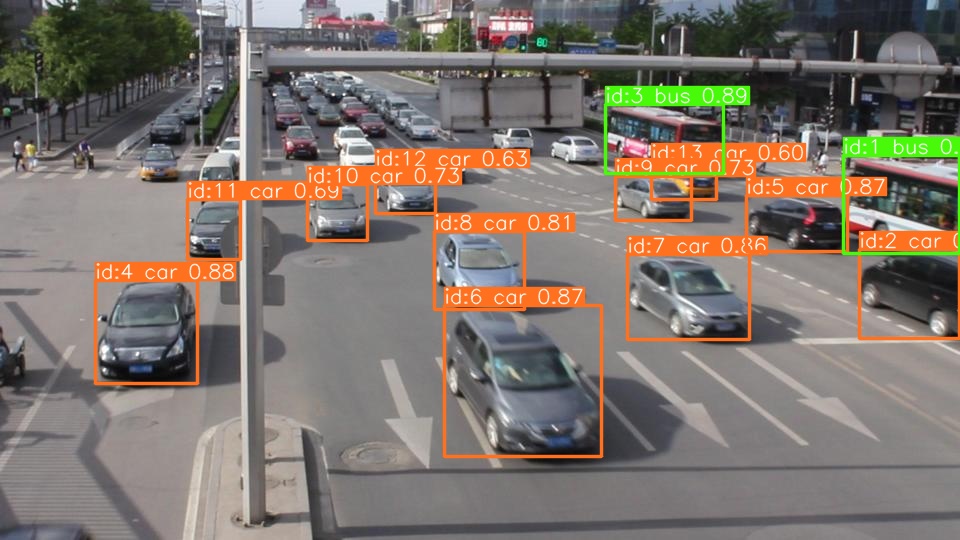 60
id:3 bus 0.89
id:1 bus 0.
id:12 car 0.63
id:13 car 0.60
id:9 car 0.73
id:10 car 0.73
id:11 car 0.69
id:5 car 0.87
id:8 car 0.81
id:7 car 0.86
id:2 car 0
id:4 car 0.88
id:6 car 0.87